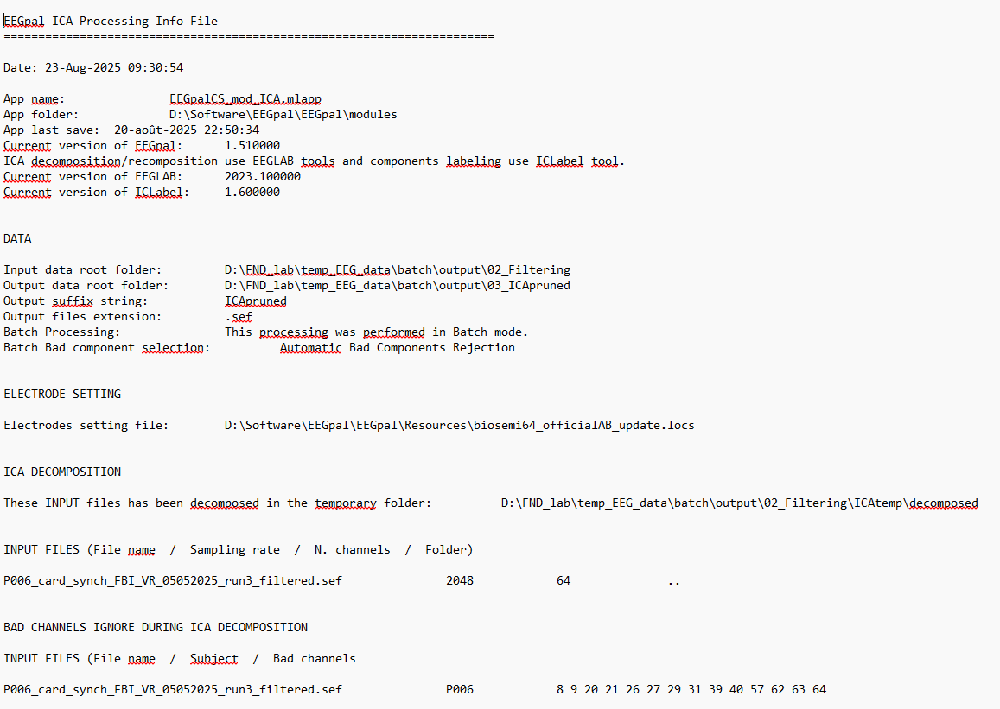 EEGpal ICA Processing Info File
=======================================================================
Date: 23-Aug-2025 09:30:54
App name: EEGpalCS_mod_ICA.mlapp
App folder: D:\Software\EEGpal\EEGpal\modules
App last save: 20-août-2025 22:50:34
Current version of EEGpal: 1.510000
ICA decomposition/recomposition use EEGLAB tools and components labeling use ICLabel tool.
Current version of EEGLAB: 2023.100000
Current version of ICLabel: 1.600000
DATA
Input data root folder: D:\FND_lab\temp_EEG_data\batch\output\02_Filtering
Output data root folder: D:\FND_lab\temp_EEG_data\batch\output\03_ICApruned
Output suffix string: ICApruned
Output files extension: .sef
Batch Processing: This processing was performed in Batch mode.
Batch Bad component selection: Automatic Bad Components Rejection
ELECTRODE SETTING
Electrodes setting file: D:\Software\EEGpal\EEGpal\Resources\biosemi64_officialAB_update.locs
ICA DECOMPOSITION
These INPUT files has been decomposed in the temporary folder: D:\FND_lab\temp_EEG_data\batch\output\02_Filtering\ICAtemp\decomposed
INPUT FILES (File name / Sampling rate / N. channels / Folder)
P006_card_synch_FBI_VR_05052025_run3_filtered.sef 2048 64 ..
BAD CHANNELS IGNORE DURING ICA DECOMPOSITION
INPUT FILES (File name / Subject / Bad channels
P006_card_synch_FBI_VR_05052025_run3_filtered.sef P006 8 9 20 21 26 27 29 31 39 40 57 62 63 64